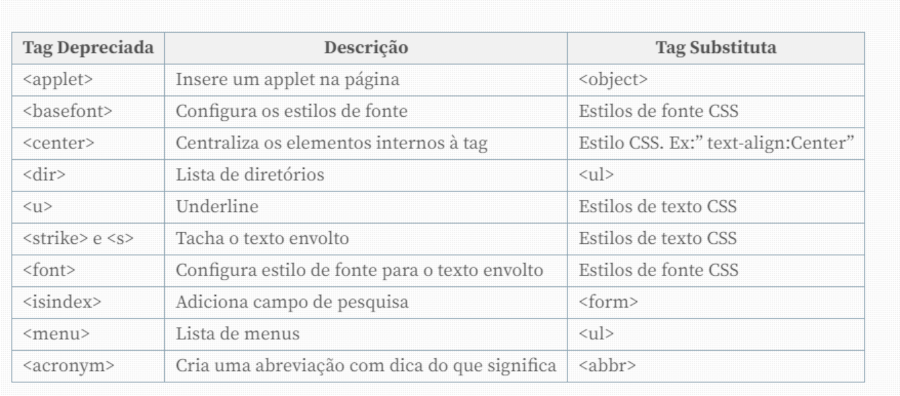 Tag Depreciada Descrição Tag Substituta
<applet> Insere um applet na página <object>
<basefont> Configura os estilos de fonte Estilos de fonte CSS
<center> Centraliza os elementos internos à tag Estilo CSS. Ex:” text-align:Center”
<dir> Lista de diretórios <ul>
<u> Underline Estilos de texto CSS
<strike> e <s> Tacha o texto envolto Estilos de texto CSS
<font> Configura estilo de fonte para o texto envolto Estilos de fonte CSS
<isindex> Adiciona campo de pesquisa <form>
<menu> Lista de menus <ul>
<acronym> Cria uma abreviação com dica do que significa <abbr>